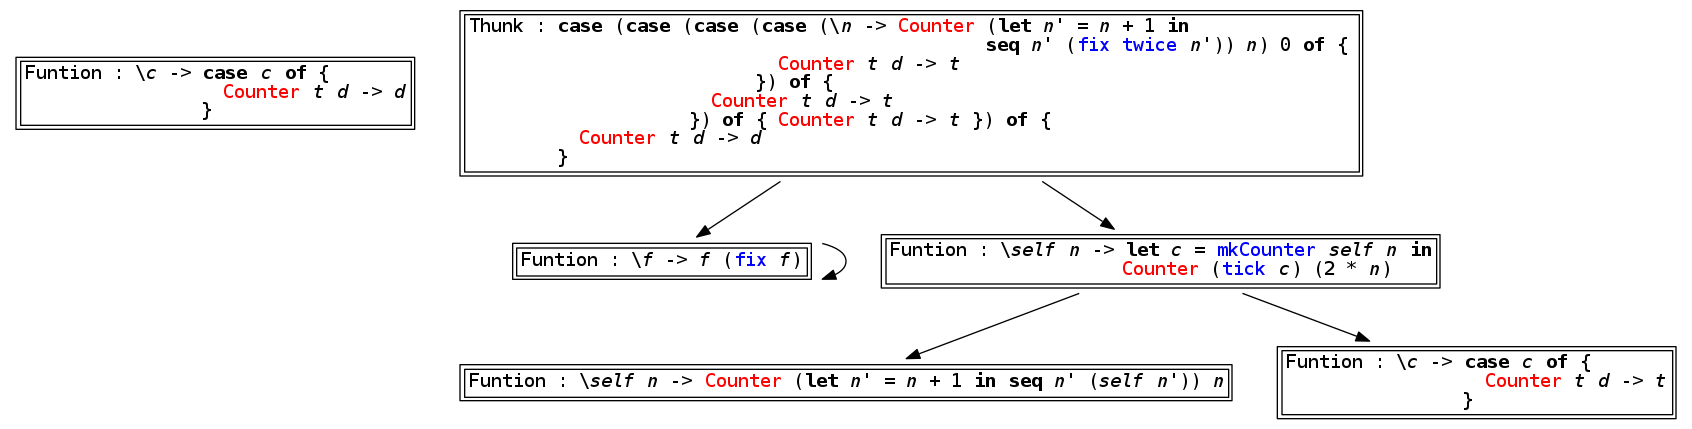 Funtion : \c -> case c of {
Counter t d -> d
}
Thunk : case (case (case (case (\n -> Counter (let n' = n + 1 in
seq n' (fix twice n')) n) 0 of {
Counter t d -> t
}) of {
Counter t d -> t
}) of { Counter t d -> t }) of {
Counter t d -> d
}
Funtion : \f -> f (fix f)
Funtion : \self n -> let c = mkCounter self n in
Counter (tick c) (2 * n)
Funtion : \self n -> Counter (let n' = n + 1 in seq n' (self n')) n
Funtion : \c -> case c of {
Counter t d -> t
}